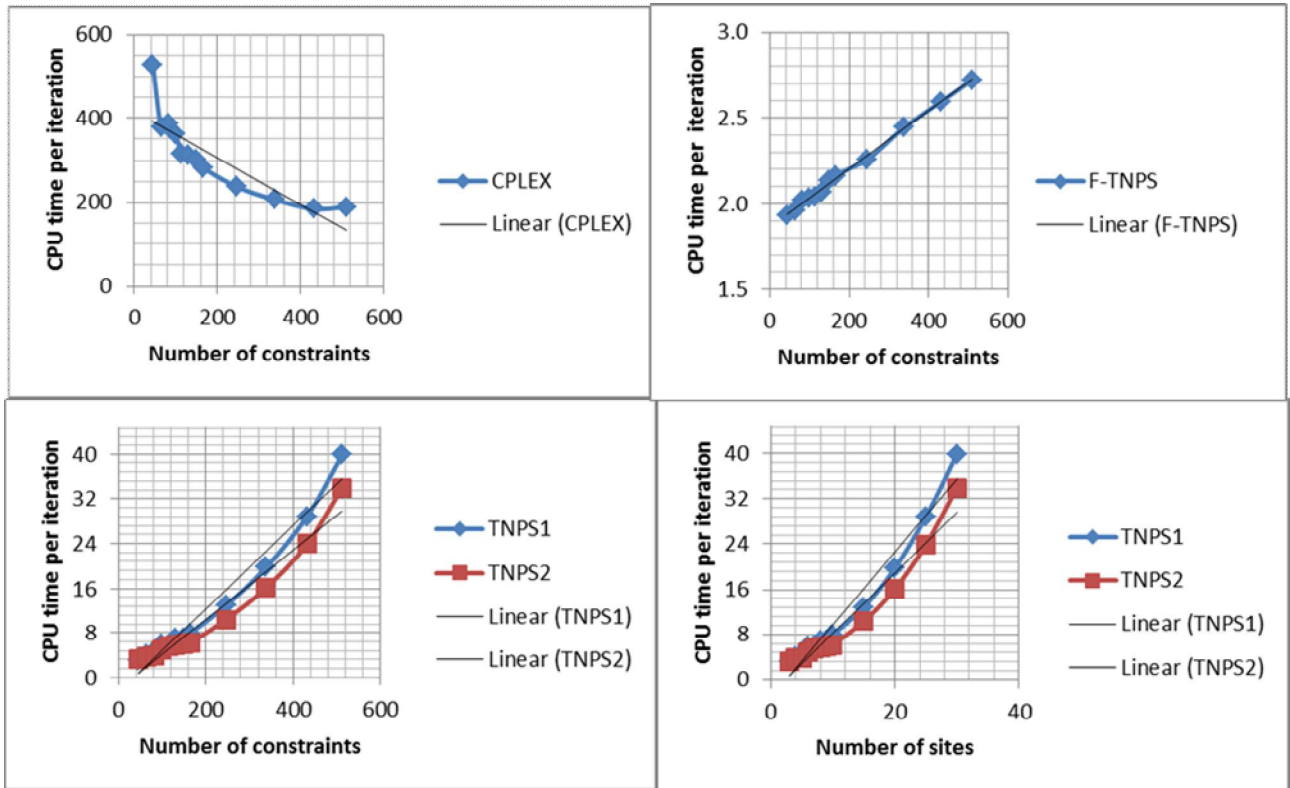 600
400
200
0
0 200 400 600
CPU time per iteration
Number of constraints
CPLEX
Linear (CPLEX)
3.0
2.5
2.0
1.5
0 200 400 600
CPU time per iteration
Number of constraints
F-TNPS
Linear (F-TNPS)
40
32
24
16
8
0
0 200 400 600
CPU time per iteration
Number of constraints
TNPS1
TNPS2
Linear (TNPS1)
Linear (TNPS2)
40
32
24
16
8
0
0 20 40
CPU time per iteration
Number of sites
TNPS1
TNPS2
Linear (TNPS1)
Linear (TNPS2)